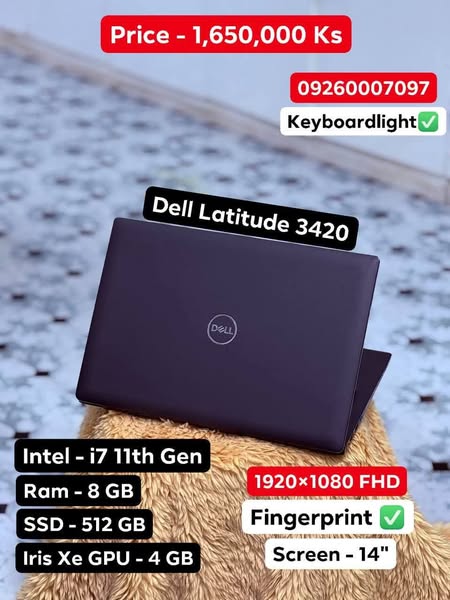 Price - 1,650,000 Ks
09260007097
Keyboardlight✅
Dell Latitude 3420
DELL
Intel - i7 11th Gen
Ram - 8 GB
SSD - 512 GB
Iris Xe GPU - 4 GB
1920×1080 FHD
Fingerprint ✅
Screen - 14"